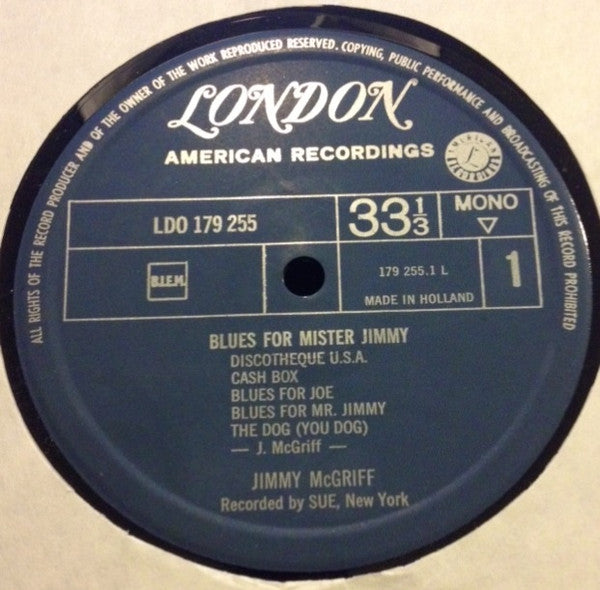 ALL RIGHTS OF THE RECORD PRODUCER AND OF THE OWNER OF THE WORK REPRODUCED RESERVED. COPYING, PUBLIC PERFORMANCE AND BROADCASTING OF THIS RECORD PROHIBITED
LONDON
AMERICAN RECORDINGS
LDO 179 255
33 1/3
MONO
B.I.E.M.
179 255.1 L
MADE IN HOLLAND
1
BLUES FOR MISTER JIMMY
DISCOTHEQUE U.S.A.
CASH BOX
BLUES FOR JOE
BLUES FOR MR. JIMMY
THE DOG (YOU DOG)
— J. McGriff —
JIMMY McGRIFF
Recorded by SUE, New York